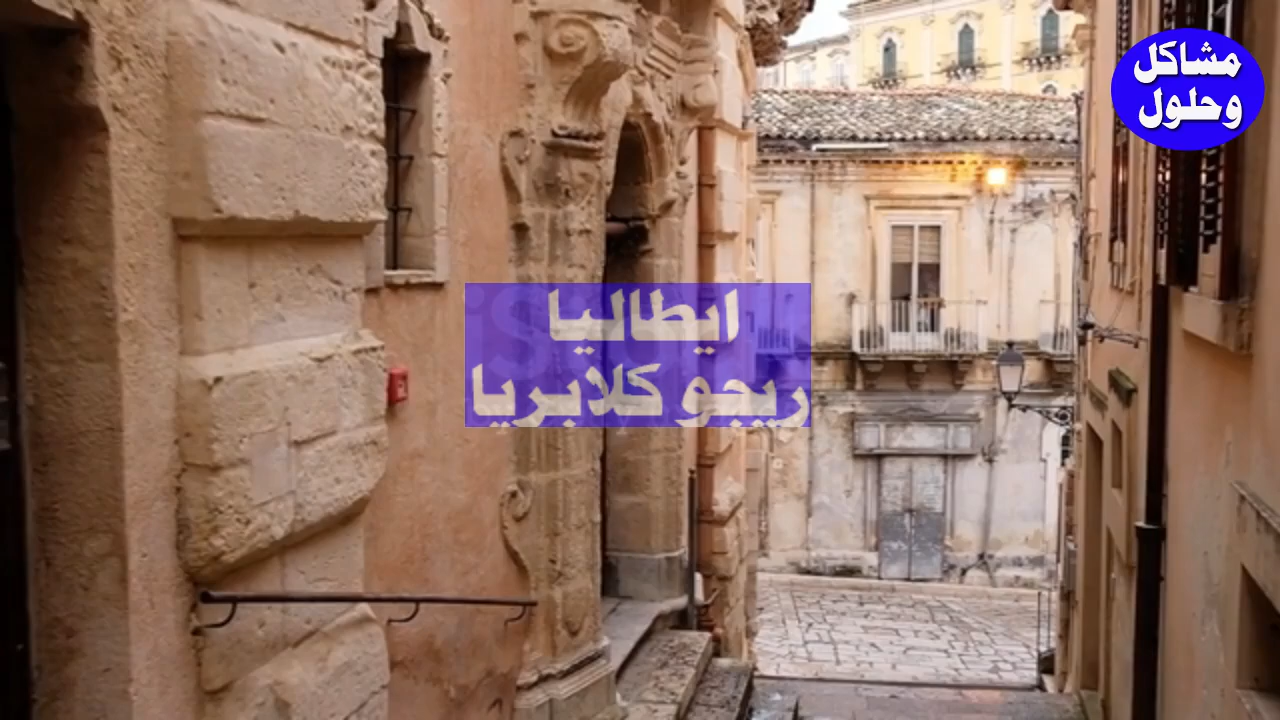 مشاكل
وحلول
ايطاليا
ريجو كلابريا